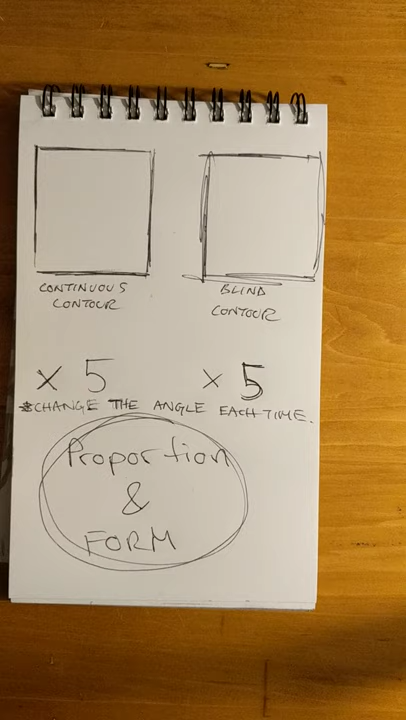 CONTINUOUS
CONTOUR
BLIND
CONTOUR
x 5
x 5
*CHANGE THE ANGLE EACH TIME.
Proportion
&
FORM